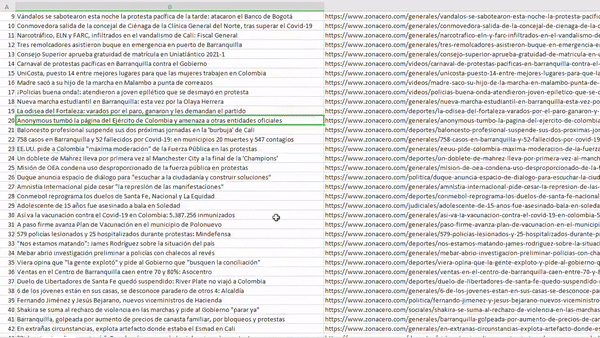 A B
9 Vándalos se sabotearon esta noche la protesta pacífica de la tarde: atacaron el Banco de Bogotá https://www.zonacero.com/generales/vandalos-se-sabotearon-esta-noche-la-protesta-pacific
10 Conmovedora salida de la concejal de Ciénaga de la Clínica General del Norte, tras superar el Covid-19 https://www.zonacero.com/generales/conmovedora-salida-de-la-concejal-de-cienaga-de-la-c
11 Narcotráfico, ELN y FARC, infiltrados en el vandalismo de Cali: Fiscal General https://www.zonacero.com/generales/narcotrafico-eln-y-farc-infiltrados-en-el-vandalismo-d
12 Tres remolcadores asistieron buque en emergencia en puerto de Barranquilla https://www.zonacero.com/generales/tres-remolcadores-asistieron-buque-en-emergencia-e
13 Consejo Superior aprueba gratuidad de matrícula en Uniatlántico 2021-1 https://www.zonacero.com/generales/consejo-superior-aprueba-gratuidad-de-matricula-en-
14 Carnaval de protestas pacíficas en Barranquilla contra el Gobierno https://www.zonacero.com/videos/carnaval-de-protestas-pacificas-en-barranquilla-contra-el
15 UniCosta, puesto 14 entre mejores lugares para que las mujeres trabajen en Colombia https://www.zonacero.com/generales/unicosta-puesto-14-entre-mejores-lugares-para-que-l
16 Madre sacó a su hijo de la marcha en Malambo a punta de correazos https://www.zonacero.com/videos/madre-saco-su-hijo-de-la-marcha-en-malambo-punta-de
17 ¡Policías buena onda!: atendieron a joven epiléptico que se desmayó en protesta https://www.zonacero.com/videos/policias-buena-onda-atendieron-joven-epileptico-que-se
18 Nueva marcha estudiantil en Barranquilla: esta vez por la Olaya Herrera https://www.zonacero.com/generales/nueva-marcha-estudiantil-en-barranquilla-esta-vez-po
19 La odisea del Fortaleza: varados por el paro, ganaron y les demandan el partido https://www.zonacero.com/deportes/la-odisea-del-fortaleza-varados-por-el-paro-ganaron-y
20 Anonymous tumbó la página del Ejército de Colombia y amenaza a otras entidades oficiales https://www.zonacero.com/generales/anonymous-tumbo-la-pagina-del-ejercito-de-colombia-y
21 Baloncesto profesional suspende sus dos próximas jornada en la 'burbuja' de Cali https://www.zonacero.com/deportes/baloncesto-profesional-suspende-sus-dos-proximas-jor
22 758 casos en Barranquilla y 52 fallecidos por Covid-19: en municipios 20 muertes y 547 contagios https://www.zonacero.com/generales/758-casos-en-barranquilla-y-52-fallecidos-por-covid-19
23 EE.UU. pide a Colombia "máxima moderación" de la Fuerza Pública en las protestas https://www.zonacero.com/generales/eeuu-pide-colombia-maxima-moderacion-de-la-fuerza
24 Un doblete de Mahrez lleva por primera vez al Manchester City a la final de la 'Champions' https://www.zonacero.com/deportes/un-doblete-de-mahrez-lleva-por-primera-vez-al-manche
25 Misión de OEA condena uso desproporcionado de la fuerza pública en protestas https://www.zonacero.com/generales/mision-de-oea-condena-uso-desproporcionado-de-la-fu
26 Duque anuncia espacio de diálogo para "escuchar a la ciudadanía y construir soluciones" https://www.zonacero.com/politica/duque-anuncia-espacio-de-dialogo-para-escuchar-la-ciud
27 Amnistía Internacional pide cesar "la represión de las manifestaciones" https://www.zonacero.com/generales/amnistia-internacional-pide-cesar-la-represion-de-las-
28 Conmebol reprograma los duelos de Santa Fe, Nacional y La Equidad https://www.zonacero.com/deportes/conmebol-reprograma-los-duelos-de-santa-fe-nacional
29 Adolescente de 15 años fue asesinado a bala en Soledad https://www.zonacero.com/judiciales/adolescente-de-15-anos-fue-asesinado-bala-en-soledad
30 Así va la vacunación contra el Covid-19 en Colombia: 5.387.256 inmunizados https://www.zonacero.com/generales/asi-va-la-vacunacion-contra-el-covid-19-en-colombia-5
31 A paso firme avanza Plan de Vacunación en el municipio de Polonuevo https://www.zonacero.com/generales/paso-firme-avanza-plan-de-vacunacion-en-el-municipi
32 579 policías lesionados y 25 hospitalizados durante protestas: Mindefensa https://www.zonacero.com/generales/579-policias-lesionados-y-25-hospitalizados-durante-p
33 "Nos estamos matando": James Rodríguez sobre la situación del país https://www.zonacero.com/deportes/nos-estamos-matando-james-rodriguez-sobre-la-situac
34 Mebar abrió investigación preliminar a policías con chalecos al revés https://www.zonacero.com/generales/mebar-abrio-investigacion-preliminar-policias-con-cha
35 Viera opina que "la gente explotó" y pide al Gobierno que "busquen la conciliación" https://www.zonacero.com/deportes/viera-opina-que-la-gente-exploto-y-pide-al-gobierno-q
36 Ventas en el Centro de Barranquilla caen entre 70 y 80%: Asocentro https://www.zonacero.com/generales/ventas-en-el-centro-de-barranquilla-caen-entre-70-y-8
37 Duelo de Libertadores de Santa Fe quedó suspendido: River Plate no viajó a Colombia https://www.zonacero.com/deportes/duelo-de-libertadores-de-santa-fe-quedo-suspendido-
38 6 de los jovenes están en sus casas, se desconoce paradero de otros 4: Alcaldía https://www.zonacero.com/generales/6-de-los-jovenes-estan-en-sus-casas-se-desconoce-par
39 Fernando Jiménez y Jesús Bejarano, nuevos viceministros de Hacienda https://www.zonacero.com/politica/fernando-jimenez-y-jesus-bejarano-nuevos-viceministro
40 Shakira se suma al rechazo de violencia en las marchas y pide al Gobierno "parar ya" https://www.zonacero.com/sociales/shakira-se-suma-al-rechazo-de-violencia-en-las-marcha
41 Barranquilla, golpeada por aumento de precios de canasta familiar, por bloqueos y protestas https://www.zonacero.com/generales/barranquilla-golpeada-por-aumento-de-precios-de-can
42 En extrañas circunstancias, explota artefacto donde estaba el Esmad en Cali https://www.zonacero.com/generales/en-extranas-circunstancias-explota-artefacto-donde-es